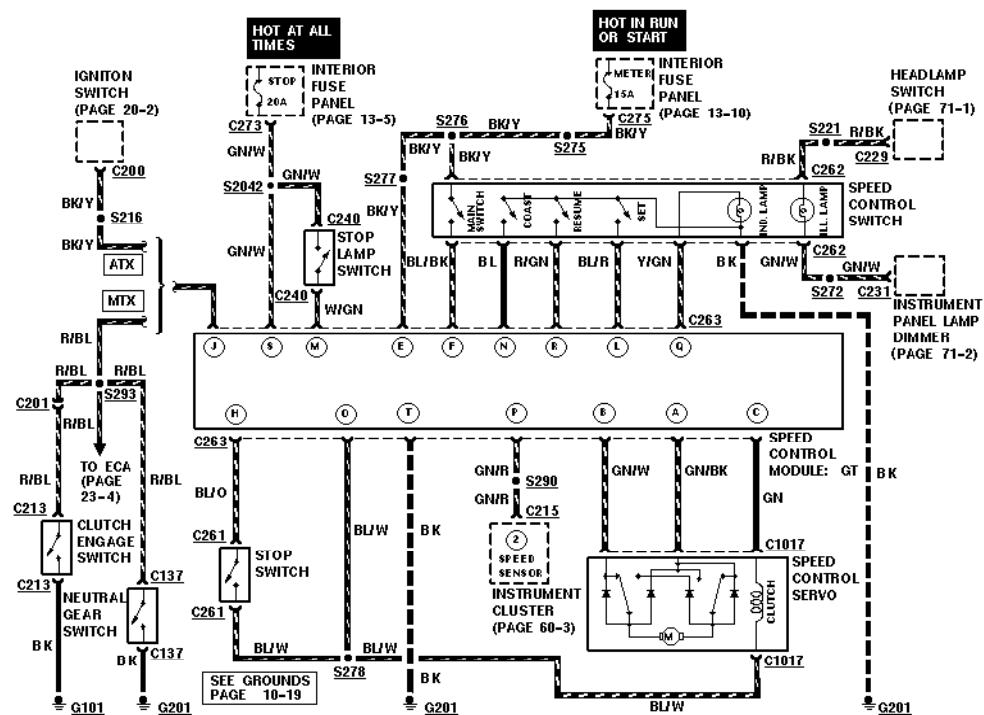 HOT AT ALL
TIMES
HOT IN RUN
OR START
IGNITON
SWITCH
(PAGE 20-2)
STOP
20A
INTERIOR
FUSE
PANEL
(PAGE 13-5)
METER
15A
INTERIOR
FUSE
PANEL
(PAGE 13-10)
HEADLAMP
SWITCH
(PAGE 71-1)
C273
C275
S276
BK/Y
S275
BK/Y
S221
R/BK
C229
C200
GN/W
S2042
GN/W
BK/Y
BK/Y
S277
R/BK
C262
BK/Y
S216
BK/Y
C240
STOP
LAMP
SWITCH
C240
GN/W
BK/Y
MAIN
SWITCH
COAST
RESUME
SET
IND. LAMP
ILL. LAMP
SPEED
CONTROL
SWITCH
ATX
MTX
W/GN
BL/BK
BL
R/GN
BL/R
Y/GN
BK
GN/W
C262
GN/W
S272
C231
INSTRUMENT
PANEL LAMP
DIMMER
(PAGE 71-2)
C263
R/BL
J
S
M
E
F
N
R
L
Q
R/BL
R/BL
S293
C201
R/BL
H
O
T
P
B
A
C
C263
SPEED
CONTROL
MODULE: GT
BK
TO ECA
(PAGE
23-4)
R/BL
R/BL
BL/O
BL/W
BK
GN/R
S290
GN/R
C215
GN/W
GN/BK
GN
C213
CLUTCH
ENGAGE
SWITCH
C213
C261
STOP
SWITCH
C261
2
SPEED
SENSOR
INSTRUMENT
CLUSTER
(PAGE 60-3)
C1017
SPEED
CONTROL
SERVO
CLUTCH
M
C137
NEUTRAL
GEAR
SWITCH
BK
BK
C137
BL/W
BL/W
S278
BL/W
C1017
SEE GROUNDS
PAGE 10-19
BK
BL/W
G101
G201
G201
G201